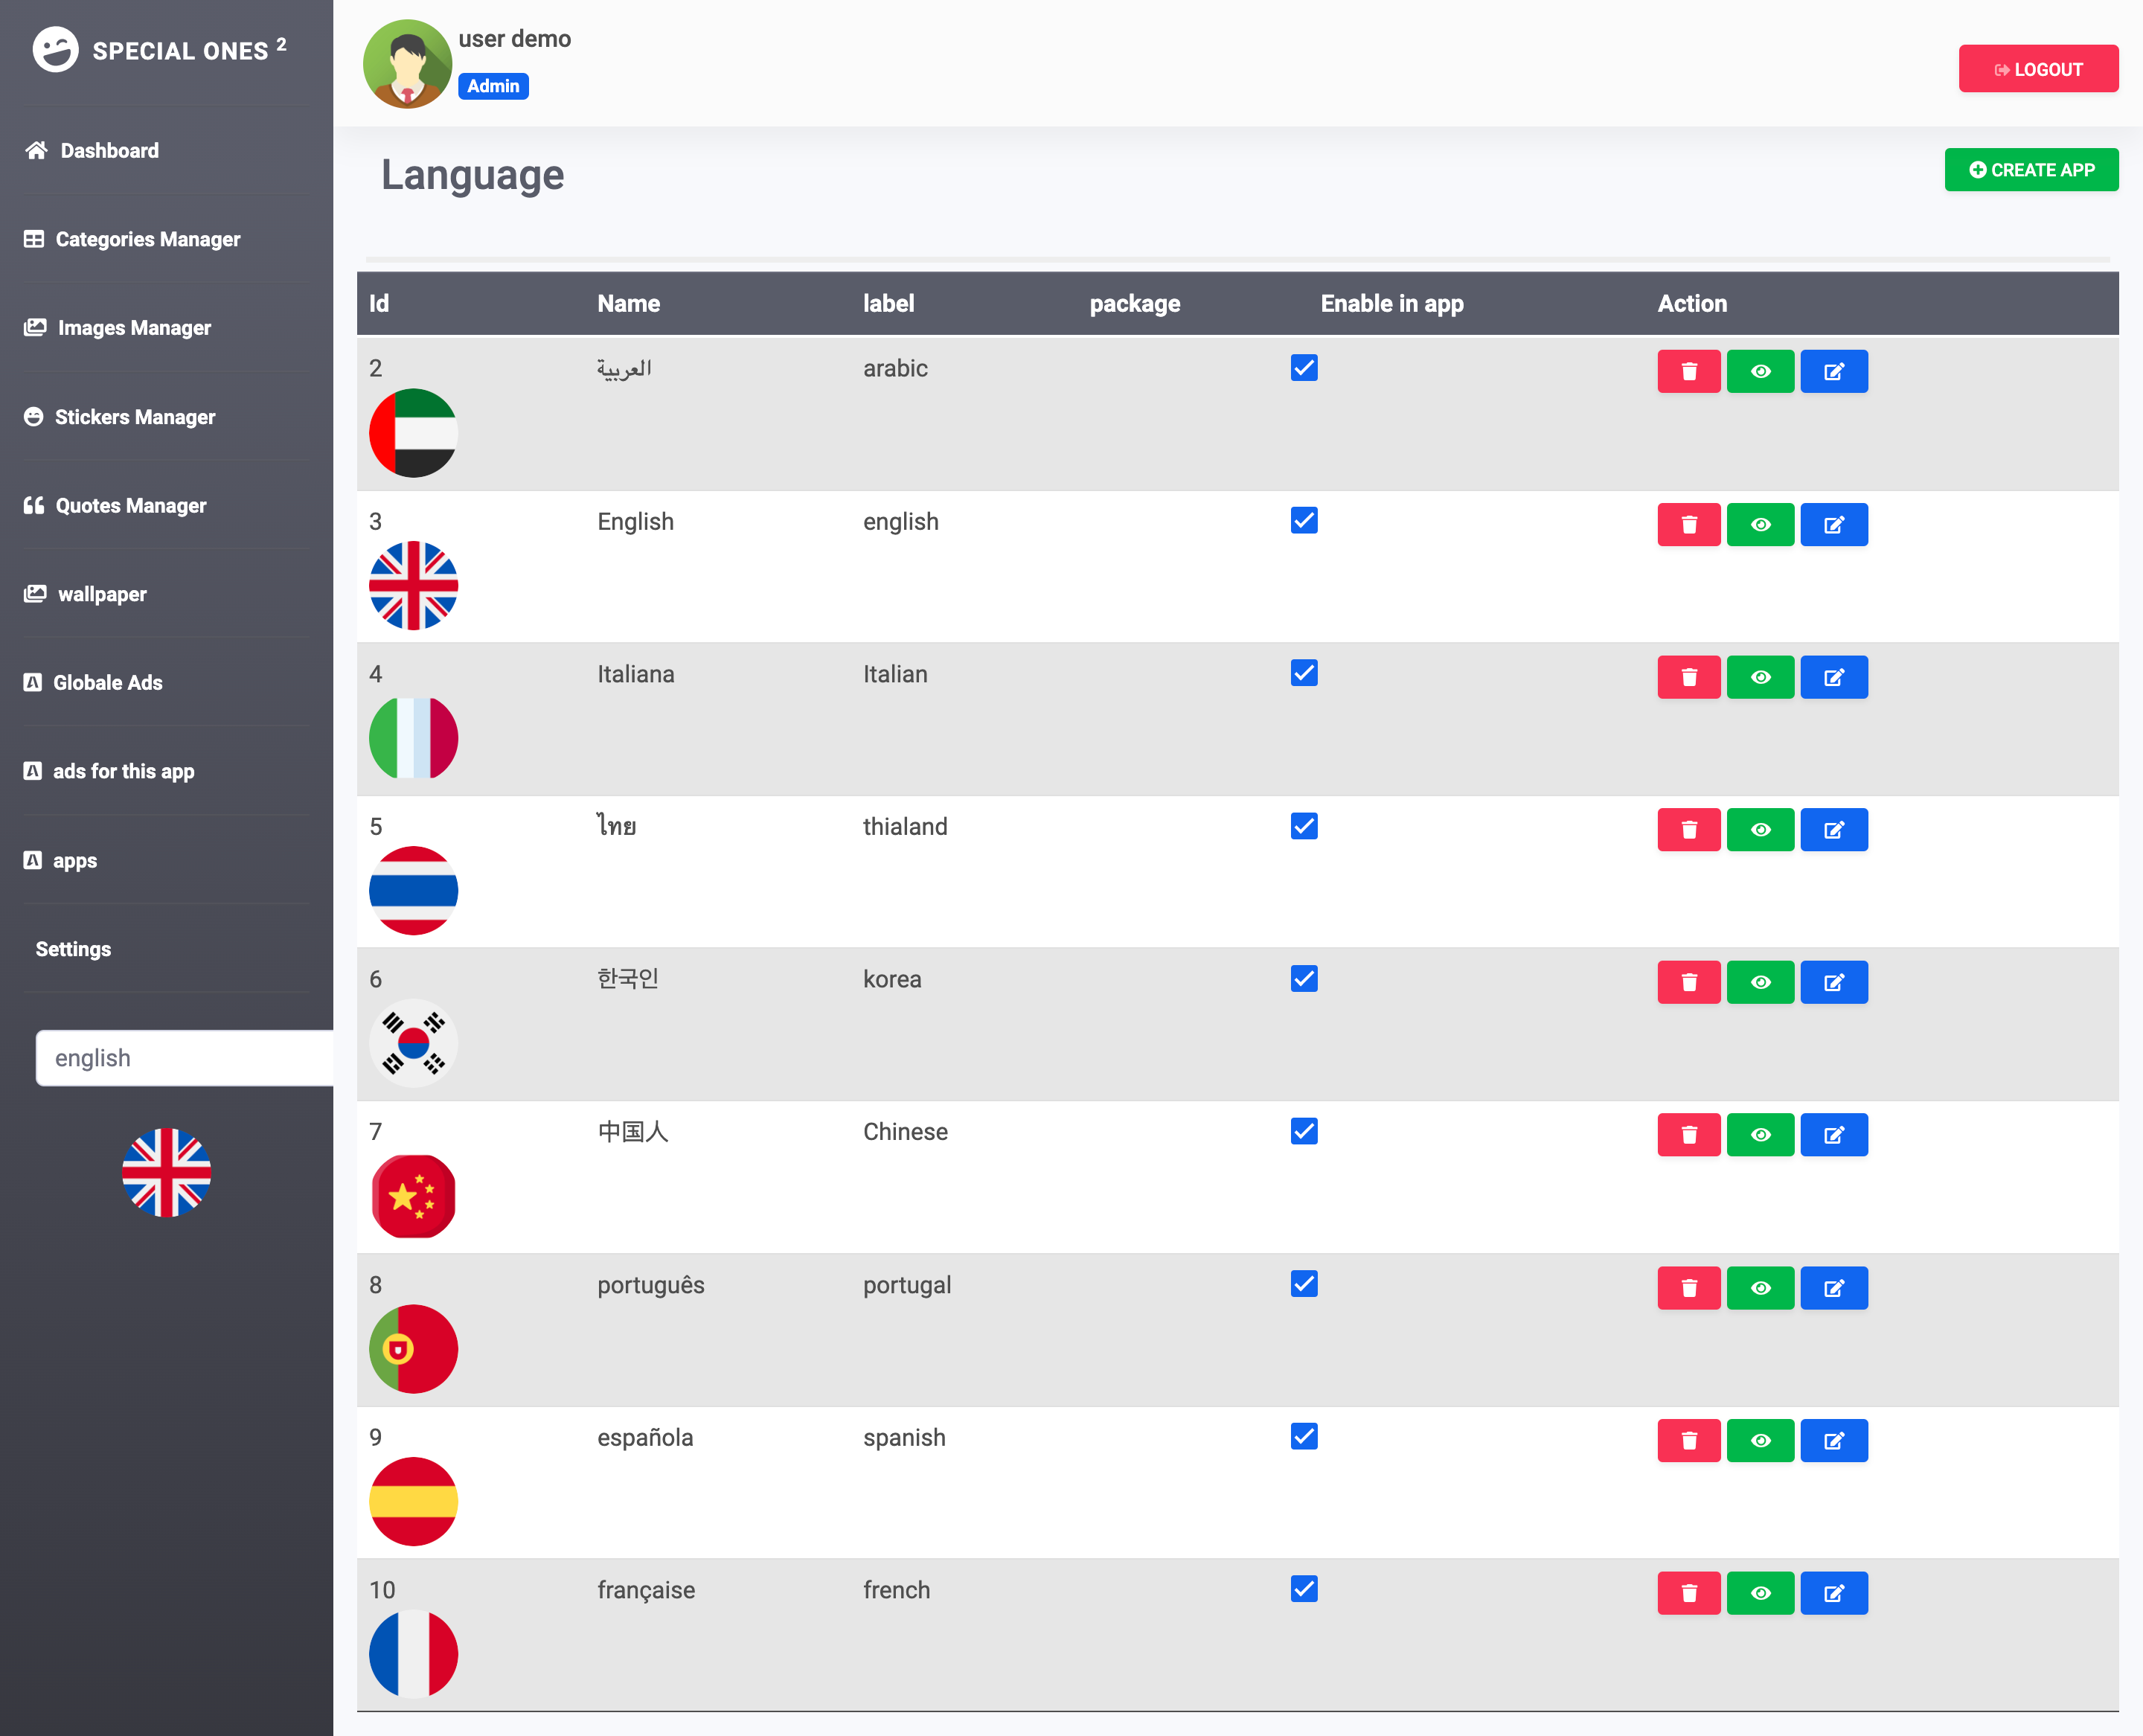 SPECIAL ONES 2
user demo
Admin
LOGOUT
Dashboard
Categories Manager
Images Manager
Stickers Manager
Quotes Manager
wallpaper
Globale Ads
ads for this app
apps
Settings
english
Language
CREATE APP
Id Name label package Enable in app Action
2 العربية arabic
3 English english
4 Italiana Italian
5 ไทย thialand
6 한국인 korea
7 中国人 Chinese
8 português portugal
9 española spanish
10 française french